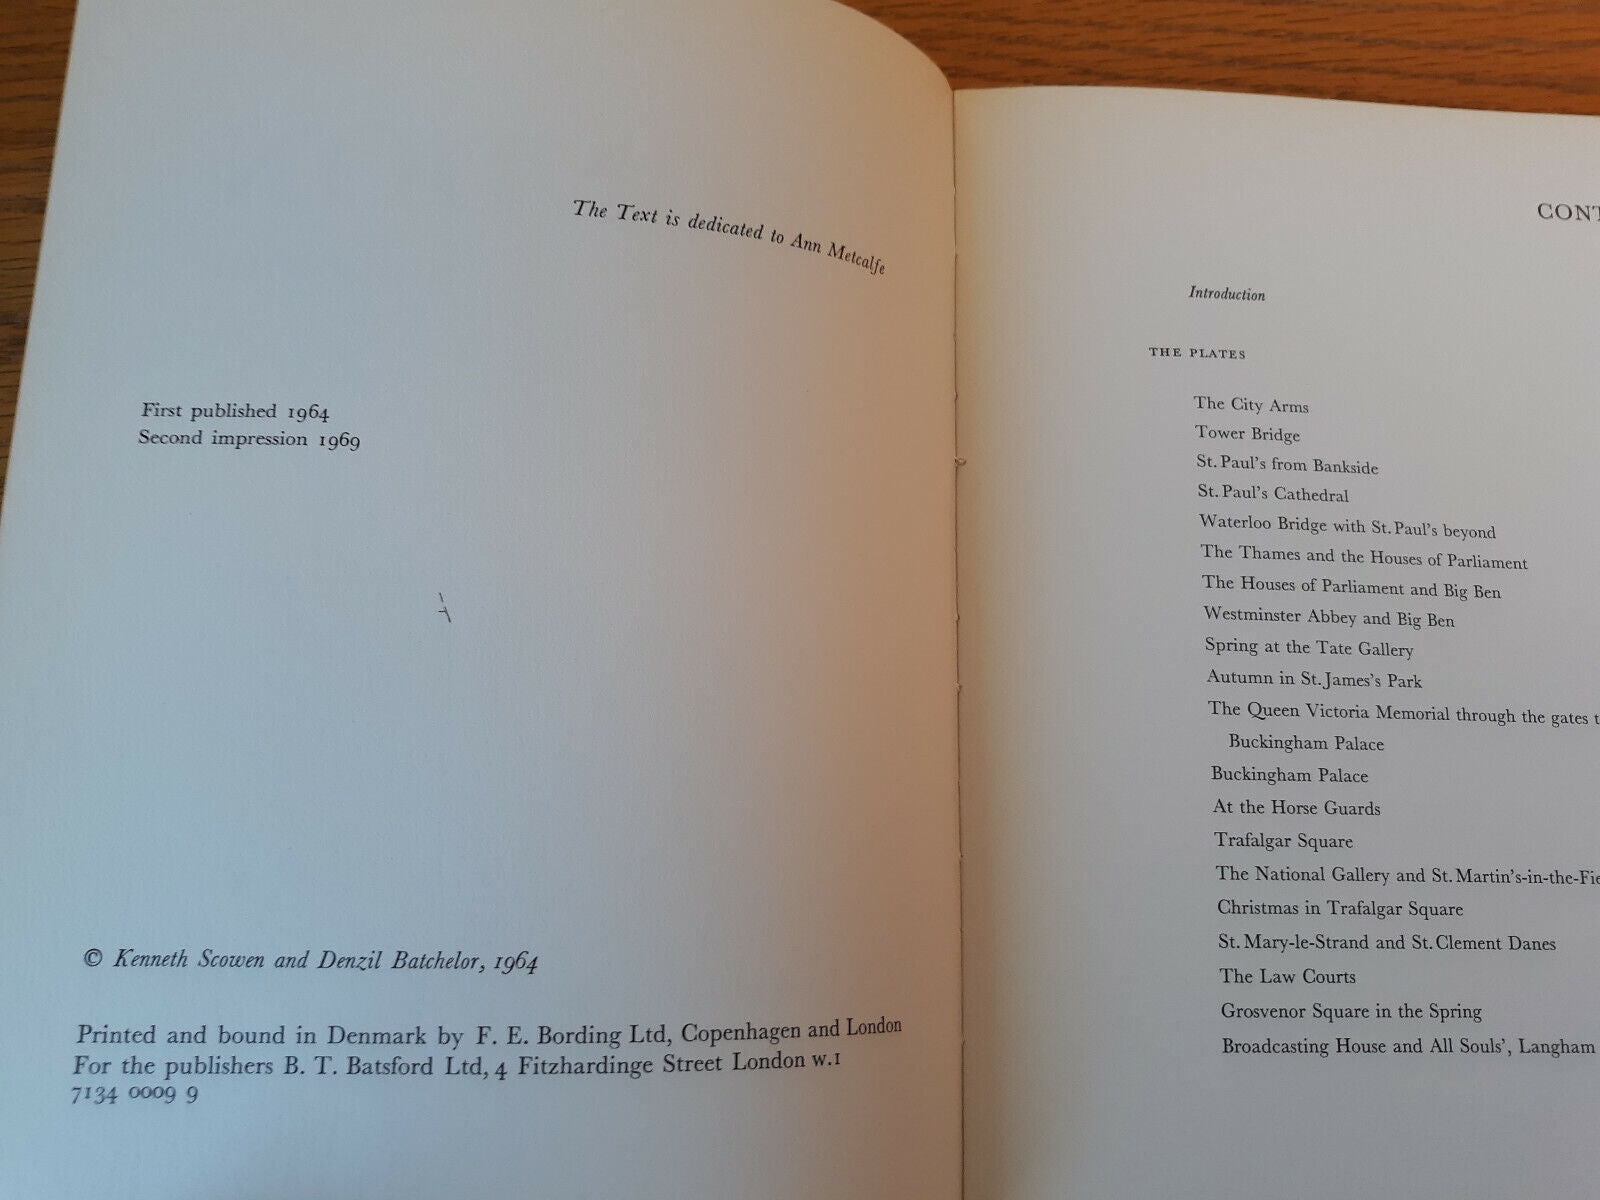 The Text is dedicated to Ann Metcalfe
First published 1964
Second impression 1969
© Kenneth Scowen and Denzil Batchelor, 1964
Printed and bound in Denmark by F. E. Bording Ltd, Copenhagen and London
For the publishers B. T. Batsford Ltd, 4 Fitzhardinge Street London W.1
7134 0009 9
CONT
Introduction
THE PLATES
The City Arms
Tower Bridge
St. Paul's from Bankside
St. Paul's Cathedral
Waterloo Bridge with St. Paul's beyond
The Thames and the Houses of Parliament
The Houses of Parliament and Big Ben
Westminster Abbey and Big Ben
Spring at the Tate Gallery
Autumn in St. James's Park
The Queen Victoria Memorial through the gates t
Buckingham Palace
Buckingham Palace
At the Horse Guards
Trafalgar Square
The National Gallery and St. Martin's-in-the-Fie
Christmas in Trafalgar Square
St. Mary-le-Strand and St. Clement Danes
The Law Courts
Grosvenor Square in the Spring
Broadcasting House and All Souls', Langham